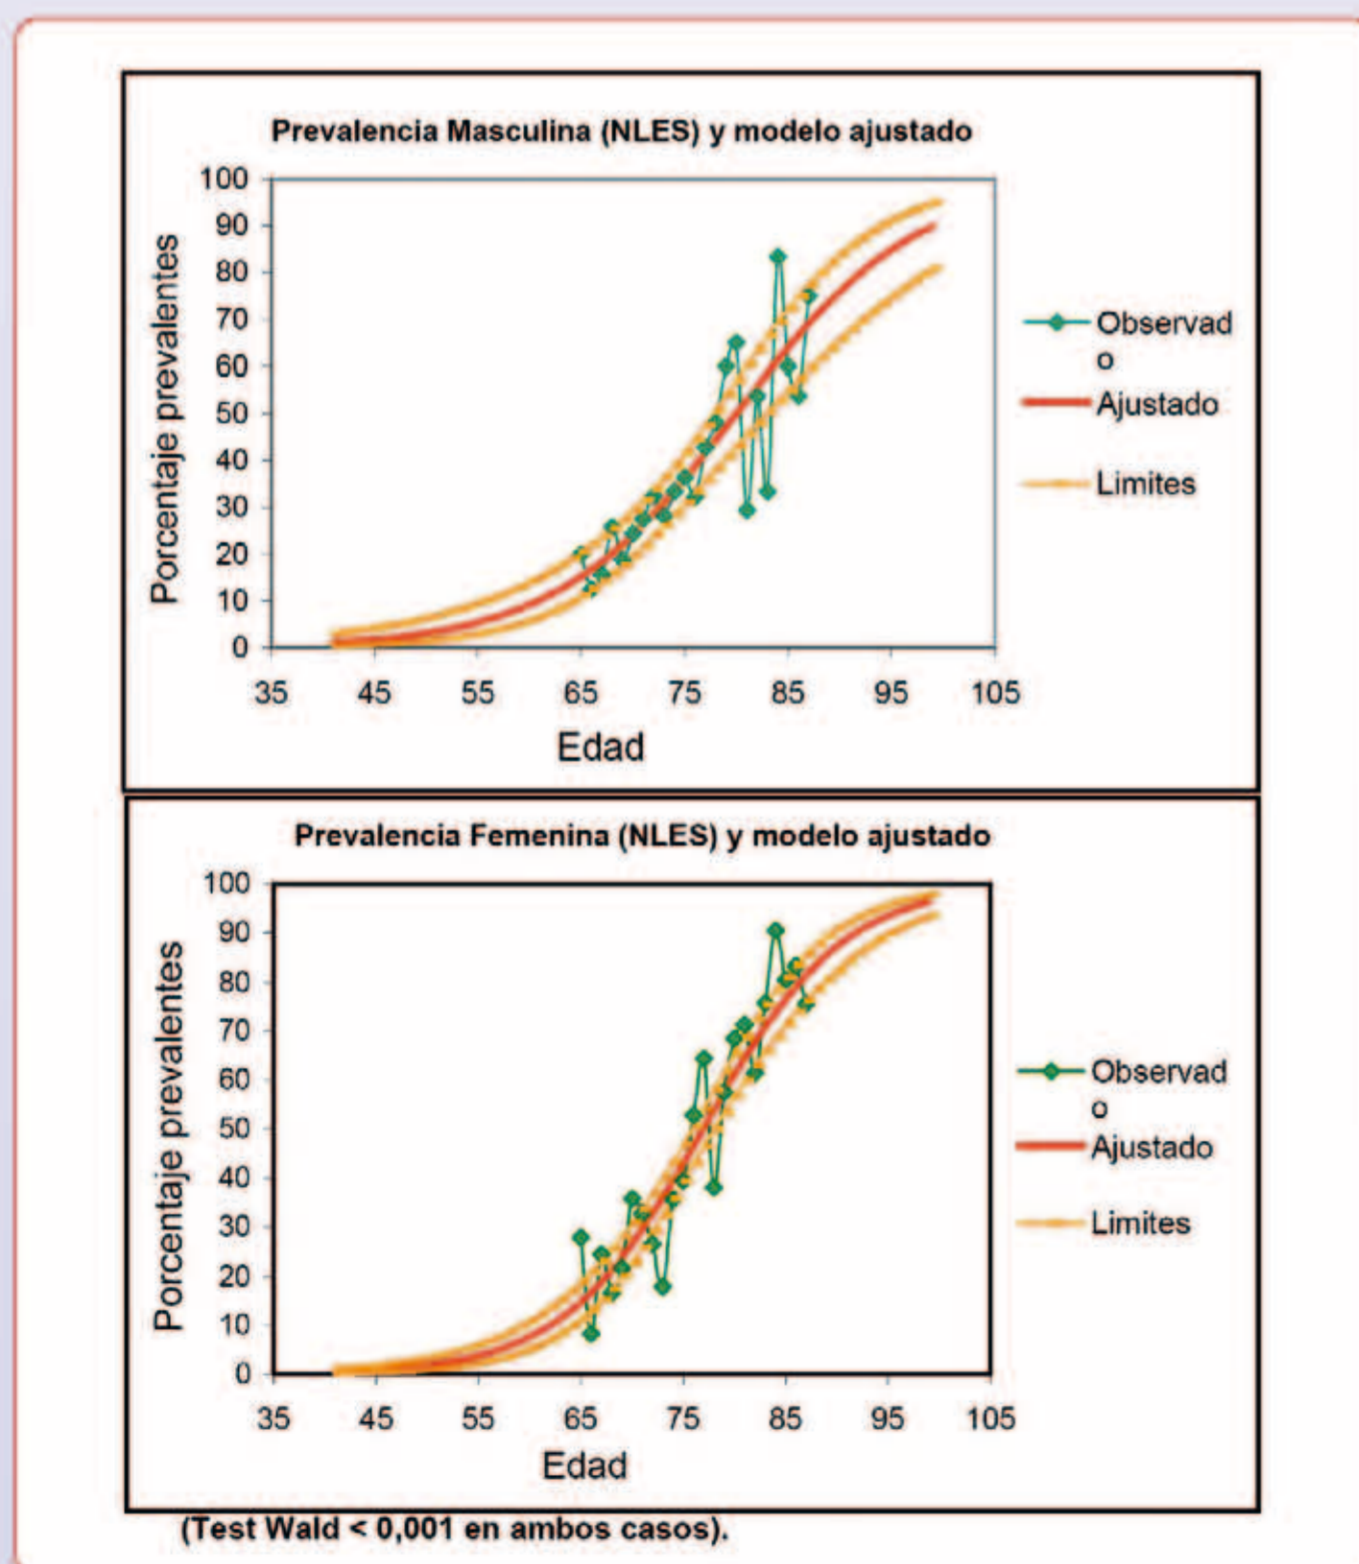 Prevalencia Masculina (NLES) y modelo ajustado
100
90
80
70
60
50
40
30
20
10
0
Porcentaje prevalentes
35 45 55 65 75 85 95 105
Edad
Observad
o
Ajustado
Limites
Prevalencia Femenina (NLES) y modelo ajustado
100
90
80
70
60
50
40
30
20
10
0
Porcentaje prevalentes
35 45 55 65 75 85 95 105
Edad
Observad
o
Ajustado
Limites
(Test Wald < 0,001 en ambos casos).